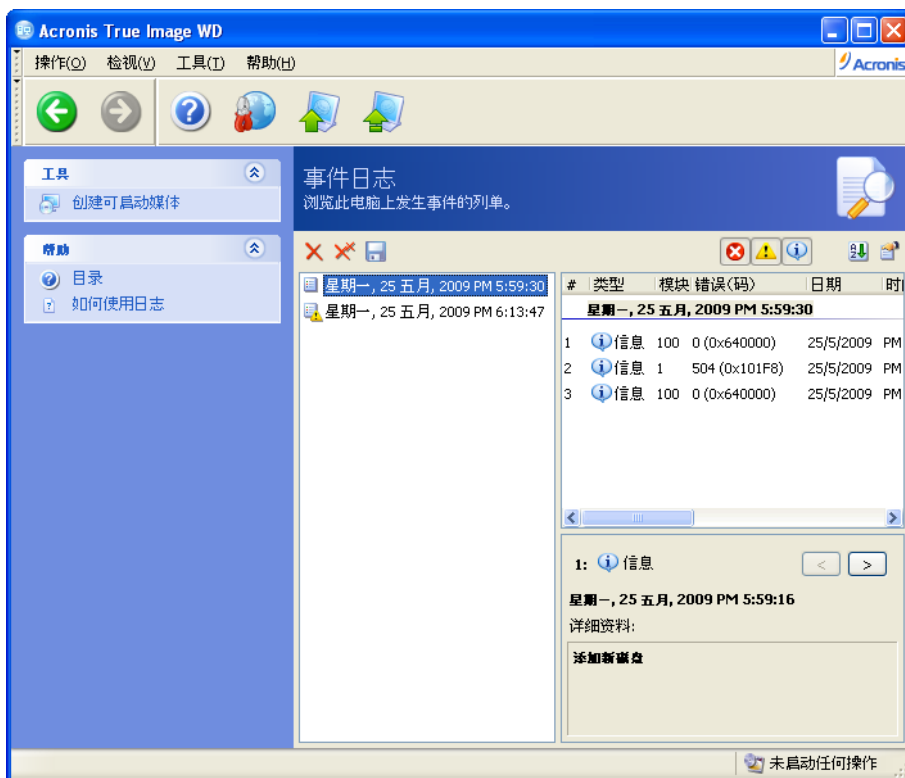 Acronis True Image WD
操作(O) 检视(V) 工具(T) 帮助(H)
Acronis
工具
创建可启动媒体
帮助
目录
如何使用日志
事件日志
浏览此电脑上发生事件的列单。
星期一, 25 五月, 2009 PM 5:59:30
星期一, 25 五月, 2009 PM 6:13:47
# 类型 模块 错误(码) 日期 时
星期一, 25 五月, 2009 PM 5:59:30
1 信息 100 0 (0x640000) 25/5/2009 PM
2 信息 1 504 (0x101F8) 25/5/2009 PM
3 信息 100 0 (0x640000) 25/5/2009 PM
1: 信息 < >
星期一, 25 五月, 2009 PM 5:59:16
详细资料:
添加新磁盘
未启动任何操作